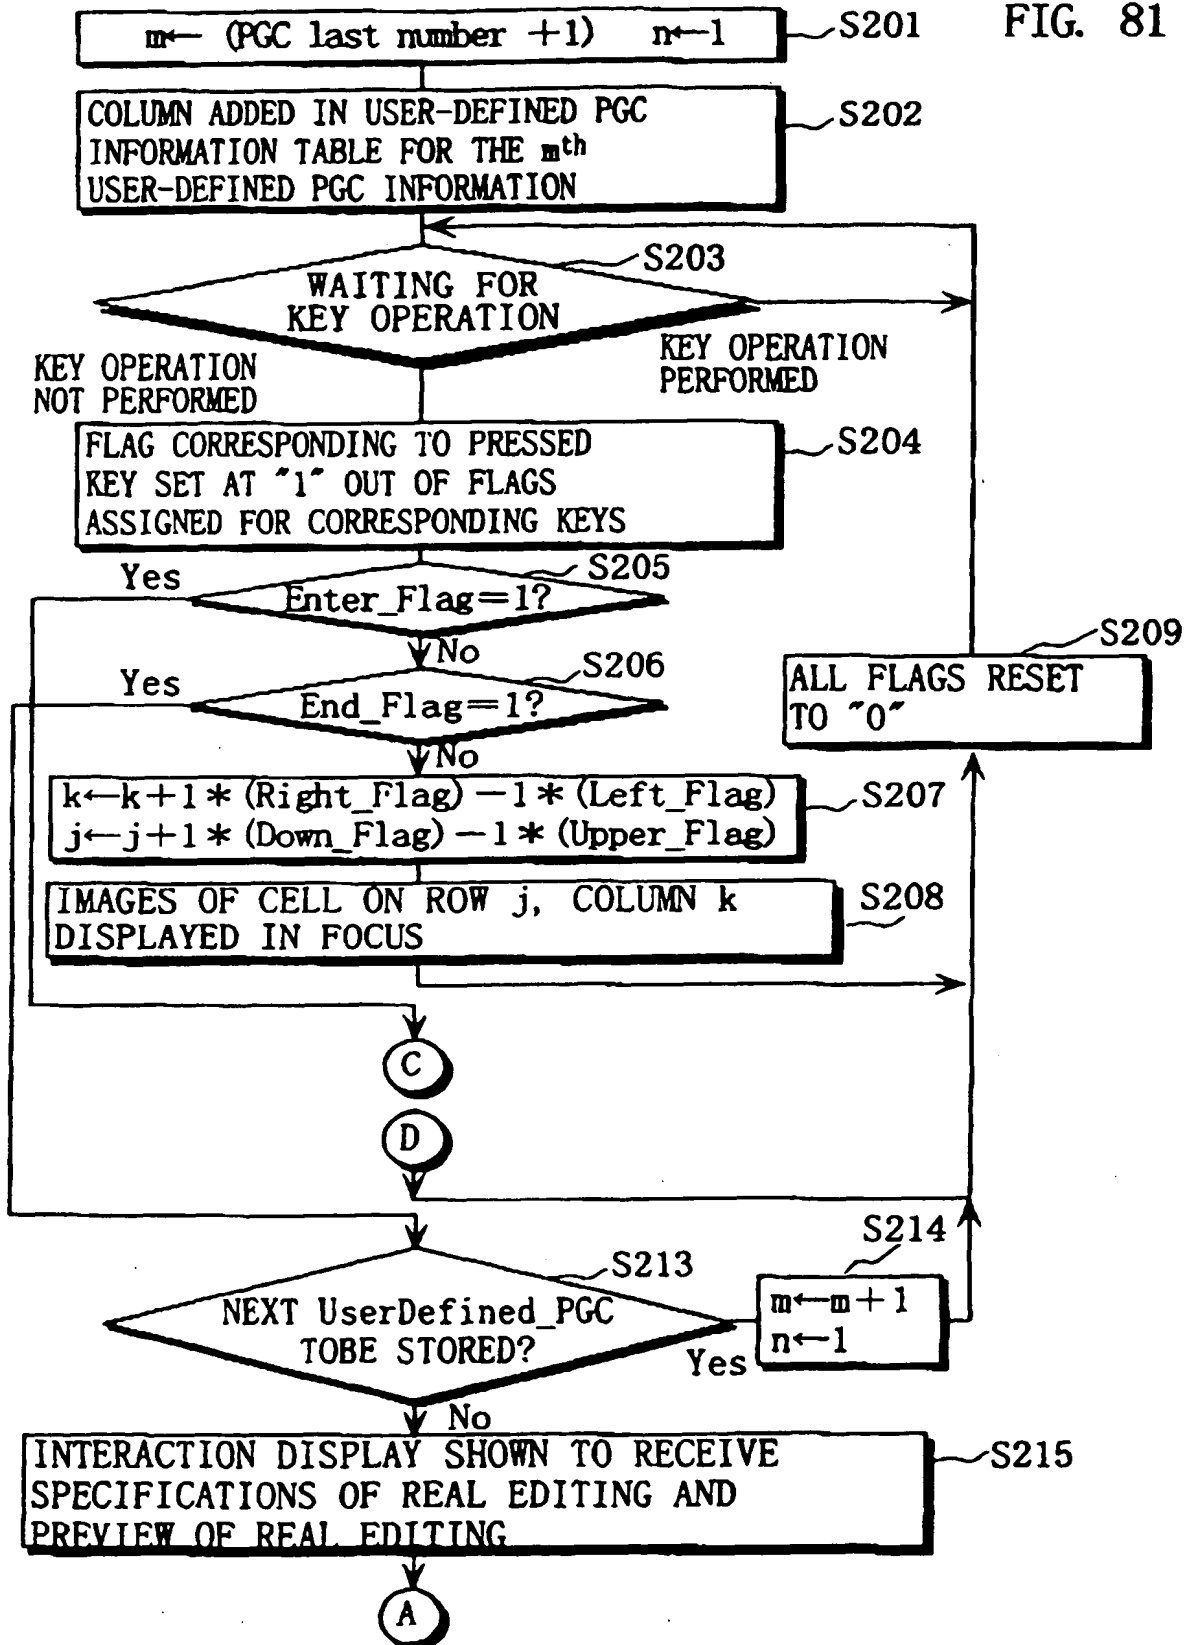 FIG. 81
m← (PGC last number +1) n←1
S201
COLUMN ADDED IN USER-DEFINED PGC
INFORMATION TABLE FOR THE mth
USER-DEFINED PGC INFORMATION
S202
S203
WAITING FOR
KEY OPERATION
KEY OPERATION
NOT PERFORMED
KEY OPERATION
PERFORMED
FLAG CORRESPONDING TO PRESSED
KEY SET AT "1" OUT OF FLAGS
ASSIGNED FOR CORRESPONDING KEYS
S204
Yes
S205
Enter_Flag=1?
No
S209
ALL FLAGS RESET
TO "0"
Yes
S206
End_Flag=1?
No
k←k+1*(Right_Flag)-1*(Left_Flag)
j←j+1*(Down_Flag)-1*(Upper_Flag)
S207
IMAGES OF CELL ON ROW j, COLUMN k
DISPLAYED IN FOCUS
S208
C
D
S213
NEXT UserDefined_PGC
TOBE STORED?
Yes
S214
m←m+1
n←1
No
INTERACTION DISPLAY SHOWN TO RECEIVE
SPECIFICATIONS OF REAL EDITING AND
PREVIEW OF REAL EDITING
S215
A